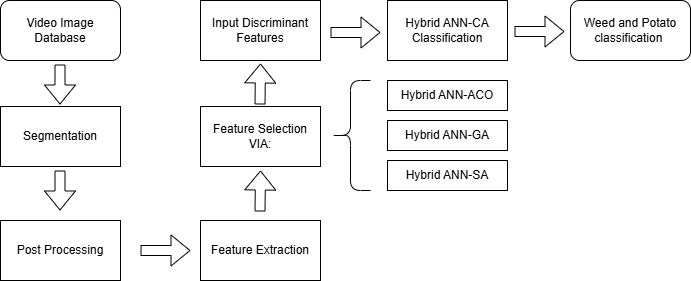 Video Image
Database
Segmentation
Post Processing
Feature Extraction
Feature Selection
VIA:
Hybrid ANN-ACO
Hybrid ANN-GA
Hybrid ANN-SA
Input Discriminant
Features
Hybrid ANN-CA
Classification
Weed and Potato
classification